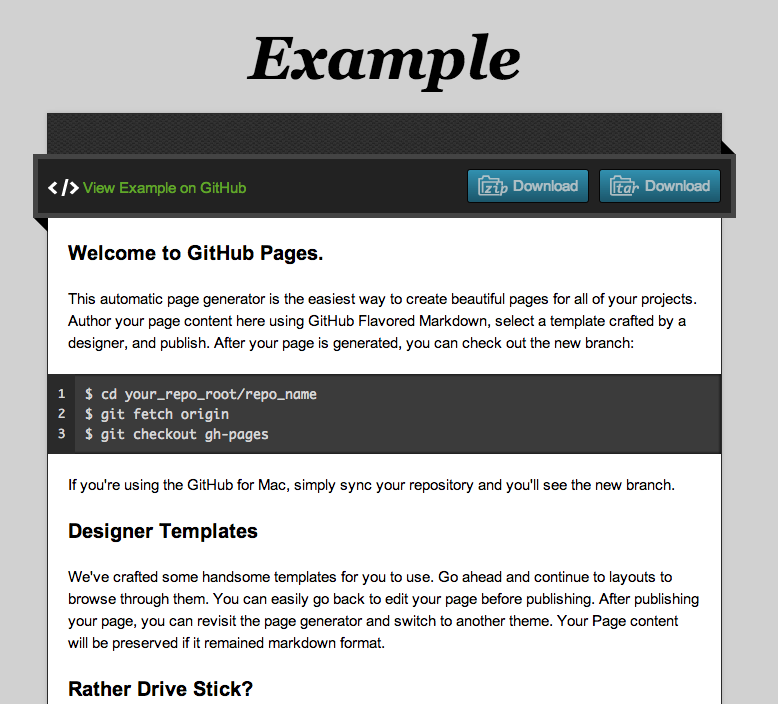 Example
</> View Example on GitHub
zip Download
tar Download
Welcome to GitHub Pages.
This automatic page generator is the easiest way to create beautiful pages for all of your projects.
Author your page content here using GitHub Flavored Markdown, select a template crafted by a
designer, and publish. After your page is generated, you can check out the new branch:
1 $ cd your_repo_root/repo_name
2 $ git fetch origin
3 $ git checkout gh-pages
If you're using the GitHub for Mac, simply sync your repository and you'll see the new branch.
Designer Templates
We've crafted some handsome templates for you to use. Go ahead and continue to layouts to
browse through them. You can easily go back to edit your page before publishing. After publishing
your page, you can revisit the page generator and switch to another theme. Your Page content
will be preserved if it remained markdown format.
Rather Drive Stick?